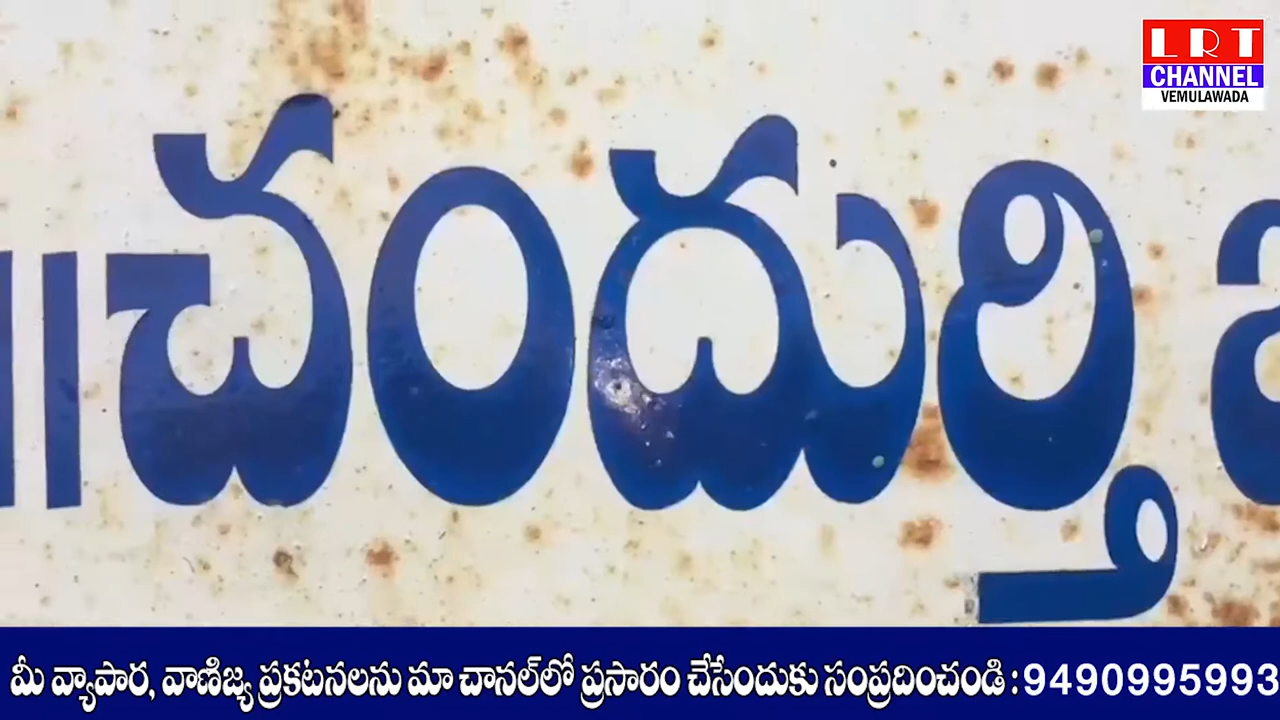 LRT
CHANNEL
VEMULAWADA
చందుర్తి
మీ వ్యాపార, వాణిజ్య ప్రకటనలను మా చానల్‌లో ప్రసారం చేసేందుకు సంప్రదించండి : 9490995993